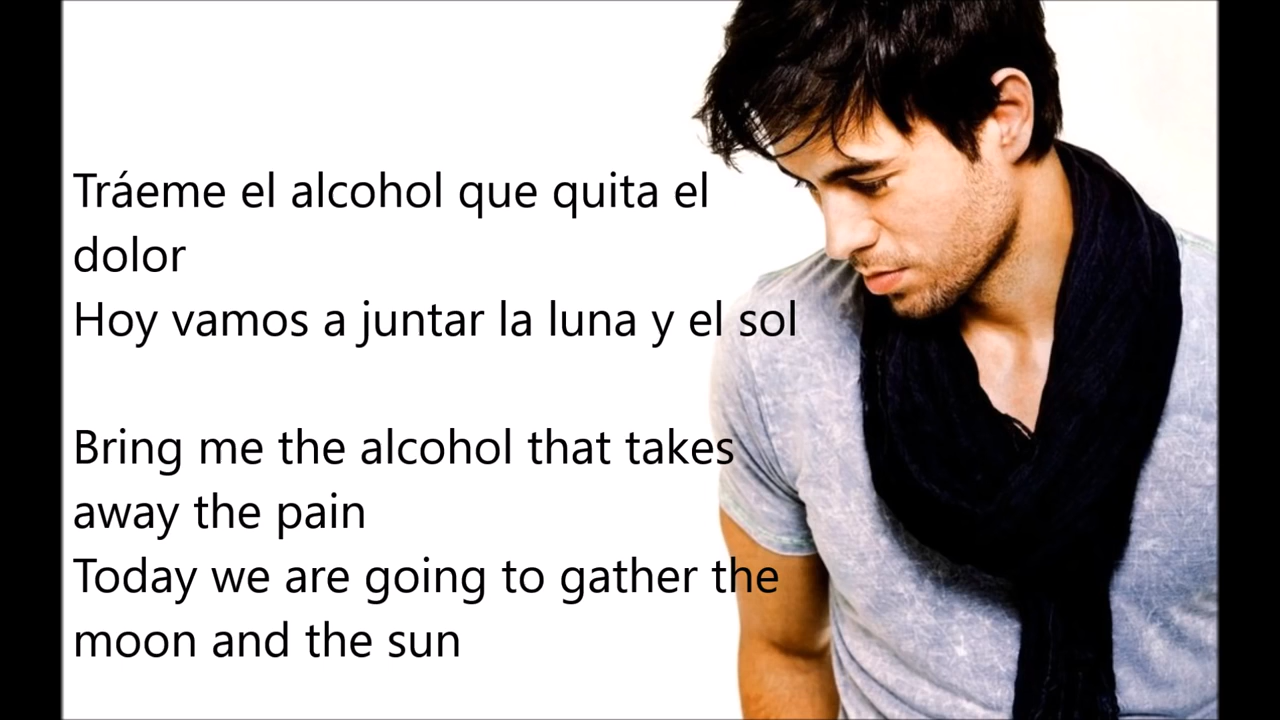 Tráeme el alcohol que quita el
dolor
Hoy vamos a juntar la luna y el sol
Bring me the alcohol that takes
away the pain
Today we are going to gather the
moon and the sun